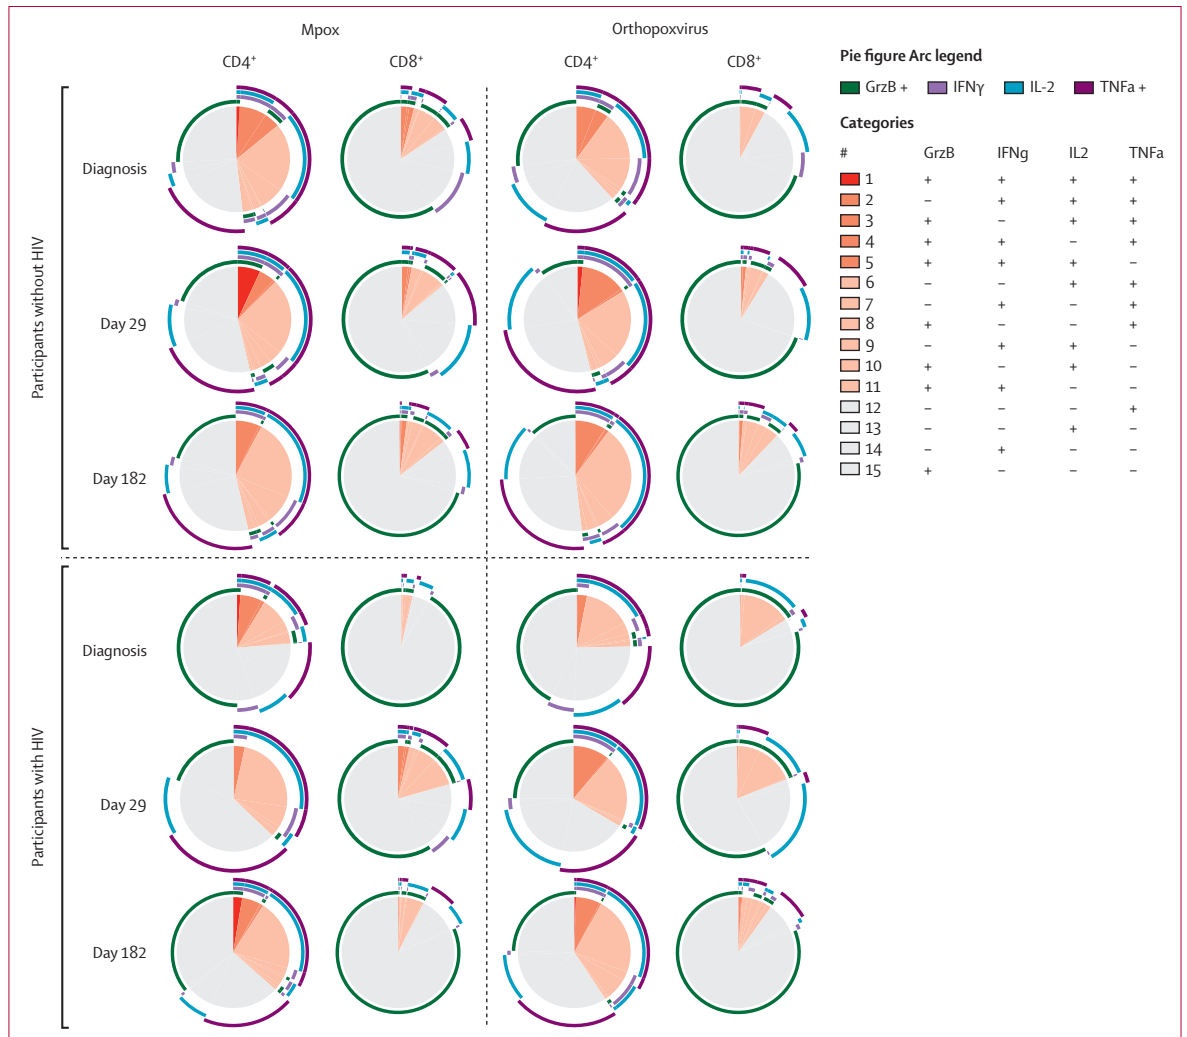 Mpox Orthopoxvirus
CD4⁺ CD8⁺ CD4⁺ CD8⁺
Participants without HIV
Diagnosis
Day 29
Day 182
Participants with HIV
Diagnosis
Day 29
Day 182
Pie figure Arc legend
GrzB + IFNγ IL-2 TNFa +
Categories
# GrzB IFNg IL2 TNFa
1 + + + +
2 – + + +
3 + – + +
4 + + – +
5 + + + –
6 – – + +
7 – + – +
8 + – – +
9 – + + –
10 + – + –
11 + + – –
12 – – – +
13 – – + –
14 – + – –
15 + – – –